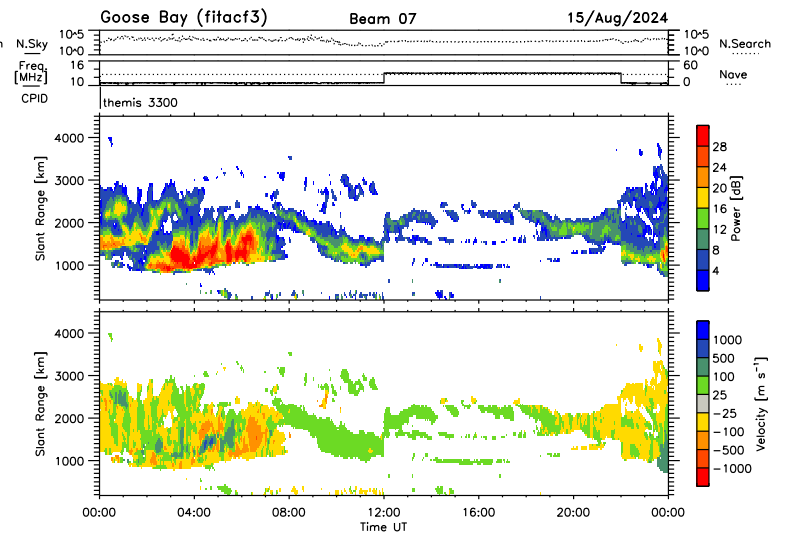 Goose Bay (fitacf3) Beam 07 15/Aug/2024
n N.Sky 10^5 10^0 10^5 10^0 N.Search
Freq. [MHz] 16 10 60 0 Nave
CPID themis 3300
Slant Range [km] 4000 3000 2000 1000
28 24 20 16 12 8 4 Power [dB]
Slant Range [km] 4000 3000 2000 1000
1000 500 100 25 −25 −100 −500 −1000 Velocity [m s⁻¹]
00:00 04:00 08:00 12:00 16:00 20:00 00:00
Time UT